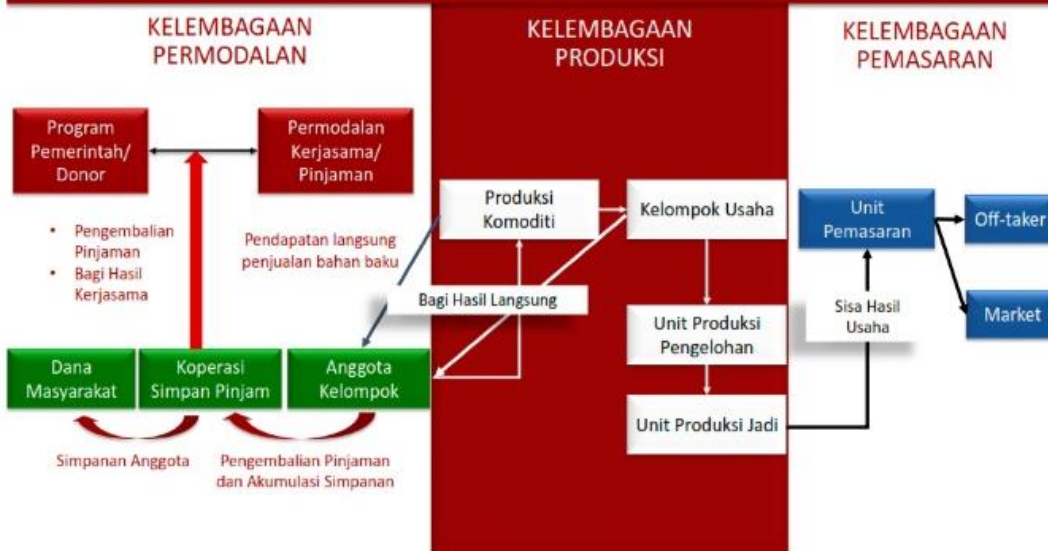 KELEMBAGAAN
PERMODALAN
Program
Pemerintah/
Donor
Permodalan
Kerjasama/
Pinjaman
• Pengembalian
Pinjaman
• Bagi Hasil
Kerjasama
Pendapatan langsung
penjualan bahan baku
Dana
Masyarakat
Koperasi
Simpan Pinjam
Anggota
Kelompok
Simpanan Anggota
Pengembalian Pinjaman
dan Akumulasi Simpanan
KELEMBAGAAN
PRODUKSI
Produksi
Komoditi
Kelompok Usaha
Bagi Hasil Langsung
Unit Produksi
Pengelohan
Unit Produksi Jadi
KELEMBAGAAN
PEMASARAN
Unit
Pemasaran
Off-taker
Sisa Hasil
Usaha
Market